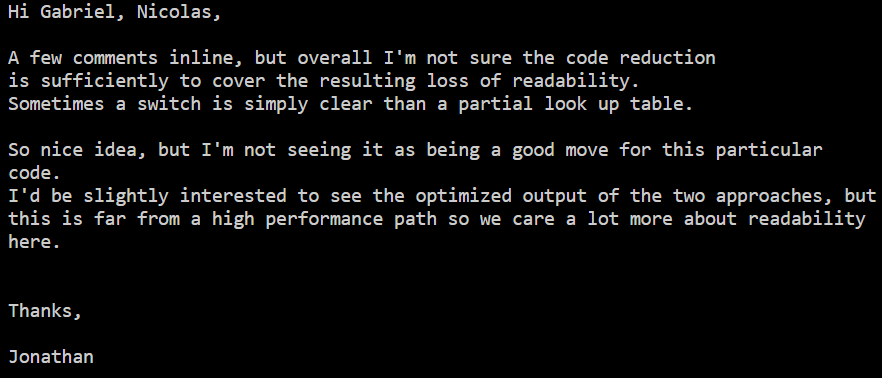 Hi Gabriel, Nicolas,
A few comments inline, but overall I'm not sure the code reduction
is sufficiently to cover the resulting loss of readability.
Sometimes a switch is simply clear than a partial look up table.
So nice idea, but I'm not seeing it as being a good move for this particular
code.
I'd be slightly interested to see the optimized output of the two approaches, but
this is far from a high performance path so we care a lot more about readability
here.
Thanks,
Jonathan